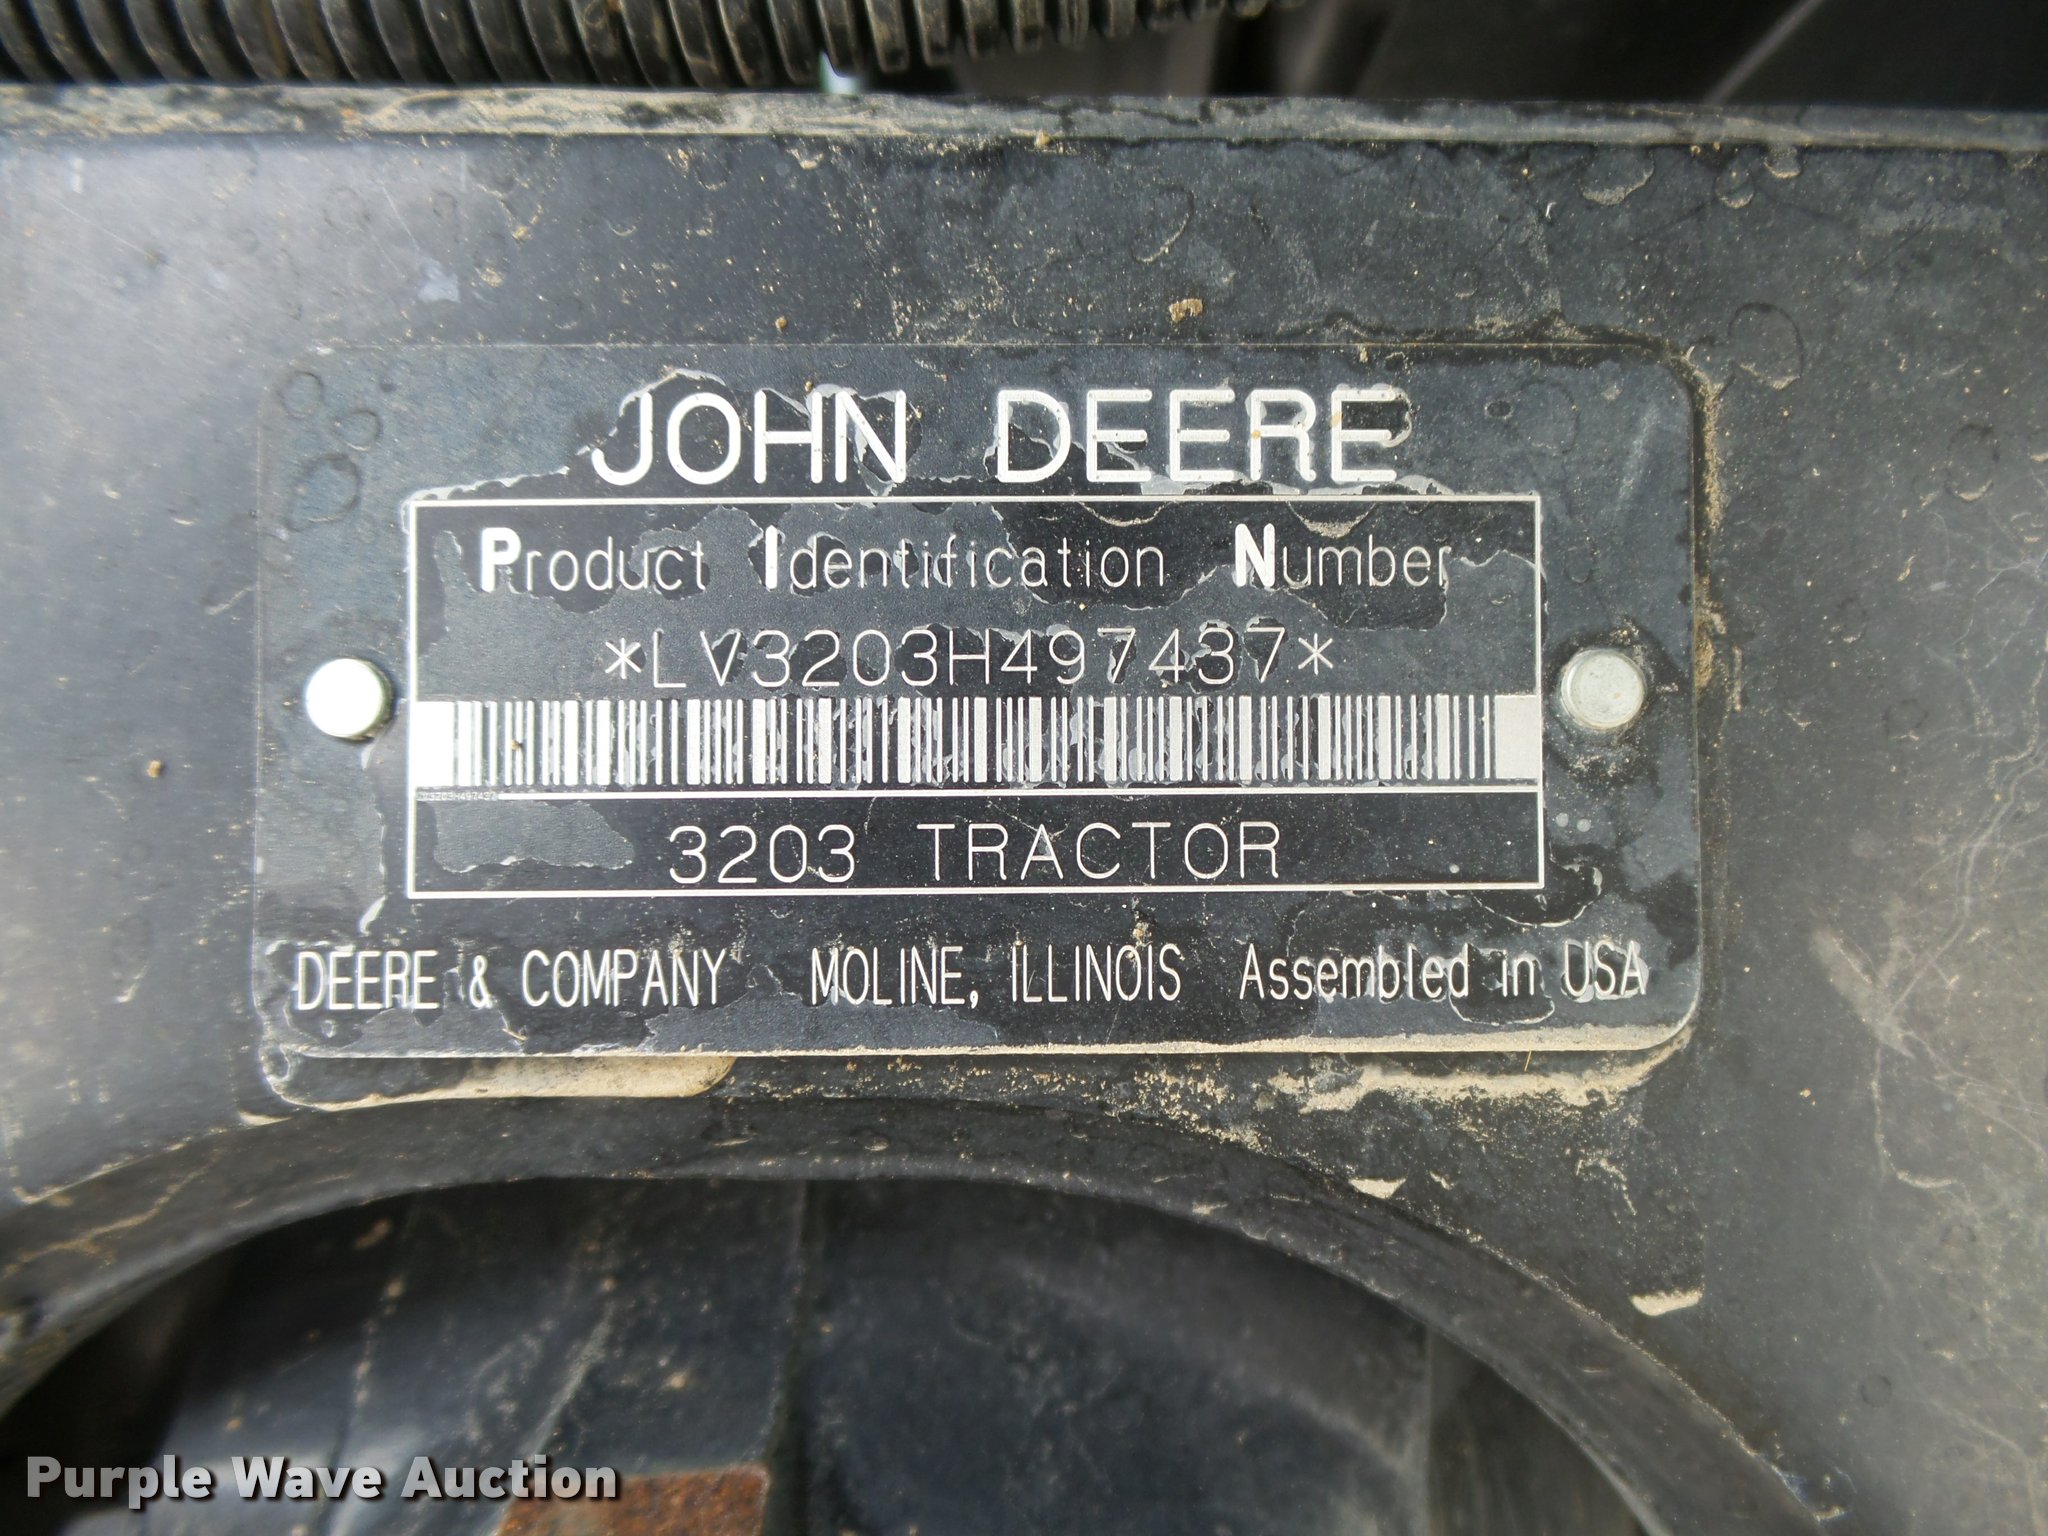 JOHN DEERE
Product Identification Number
*LV3203H497437*
3203 TRACTOR
DEERE & COMPANY MOLINE, ILLINOIS Assembled in USA
Purple Wave Auction